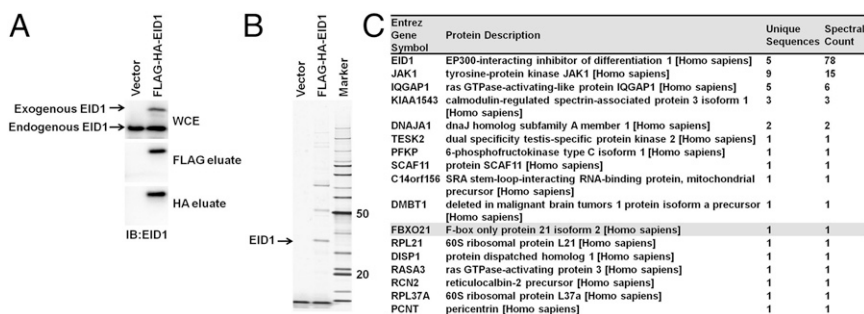 A
Vector
FLAG-HA-EID1
Exogenous EID1
Endogenous EID1
WCE
FLAG eluate
HA eluate
IB:EID1
B
Vector
FLAG-HA-EID1
Marker
50
EID1
20
C
Entrez Gene Symbol Protein Description Unique Sequences Spectral Count
EID1 EP300-interacting inhibitor of differentiation 1 [Homo sapiens] 5 78
JAK1 tyrosine-protein kinase JAK1 [Homo sapiens] 9 15
IQGAP1 ras GTPase-activating-like protein IQGAP1 [Homo sapiens] 5 6
KIAA1543 calmodulin-regulated spectrin-associated protein 3 isoform 1 3 3
[Homo sapiens]
DNAJA1 dnaJ homolog subfamily A member 1 [Homo sapiens] 2 2
TESK2 dual specificity testis-specific protein kinase 2 [Homo sapiens] 1 1
PFKP 6-phosphofructokinase type C isoform 1 [Homo sapiens] 1 1
SCAF11 protein SCAF11 [Homo sapiens] 1 1
C14orf156 SRA stem-loop-interacting RNA-binding protein, mitochondrial 1 1
precursor [Homo sapiens]
DMBT1 deleted in malignant brain tumors 1 protein isoform a precursor 1 1
[Homo sapiens]
FBXO21 F-box only protein 21 isoform 2 [Homo sapiens] 1 1
RPL21 60S ribosomal protein L21 [Homo sapiens] 1 1
DISP1 protein dispatched homolog 1 [Homo sapiens] 1 1
RASA3 ras GTPase-activating protein 3 [Homo sapiens] 1 1
RCN2 reticulocalbin-2 precursor [Homo sapiens] 1 1
RPL37A 60S ribosomal protein L37a [Homo sapiens] 1 1
PCNT pericentrin [Homo sapiens] 1 1